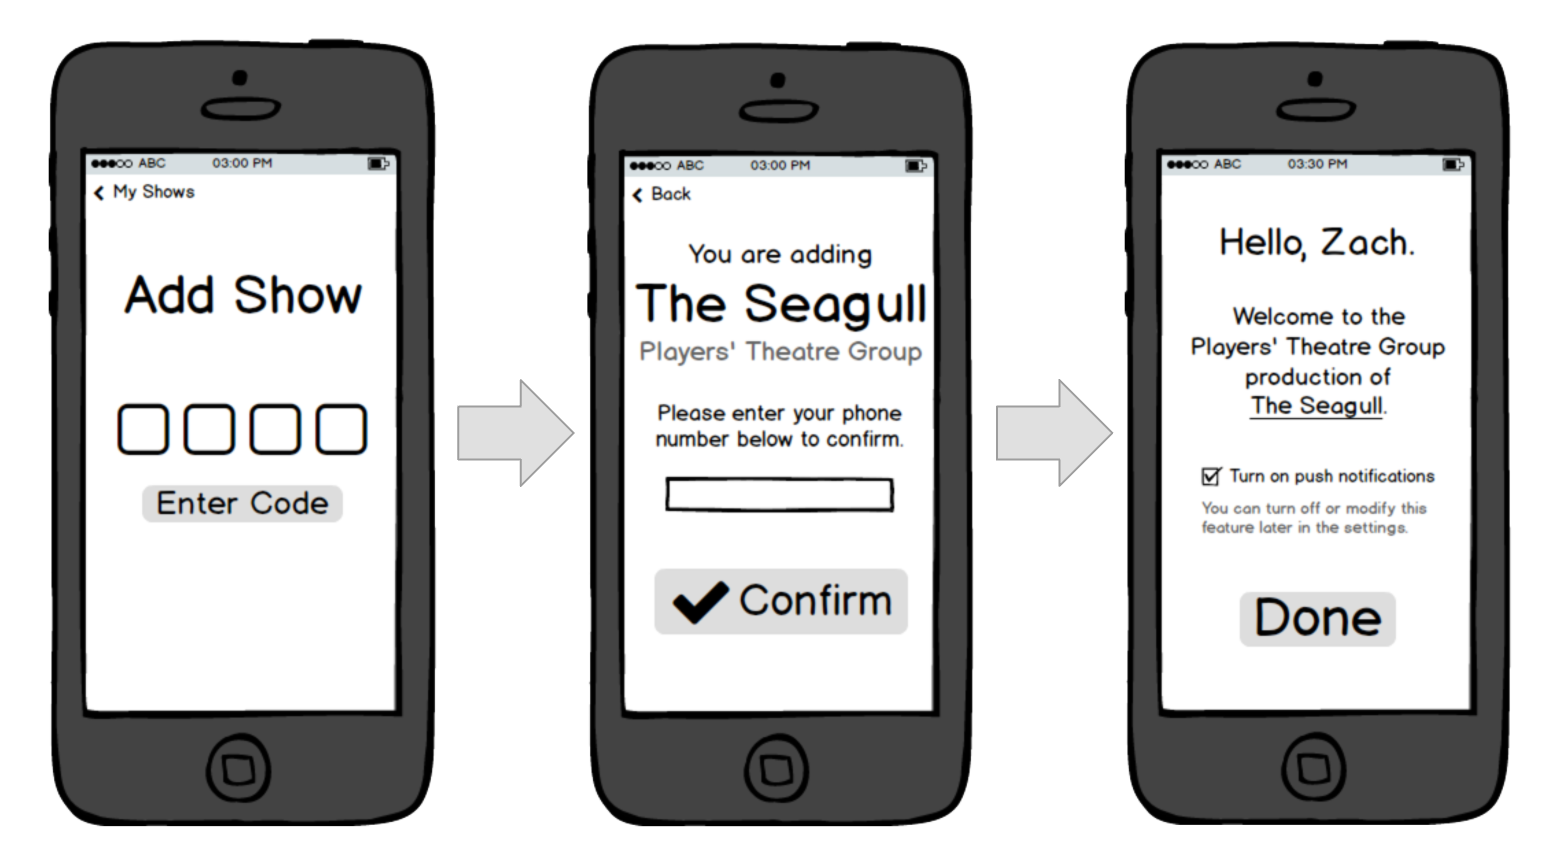 ABC 03:00 PM
My Shows
Add Show
Enter Code
ABC 03:00 PM
Back
You are adding
The Seagull
Players' Theatre Group
Please enter your phone
number below to confirm.
Confirm
ABC 03:30 PM
Hello, Zach.
Welcome to the
Players' Theatre Group
production of
The Seagull.
Turn on push notifications
You can turn off or modify this
feature later in the settings.
Done